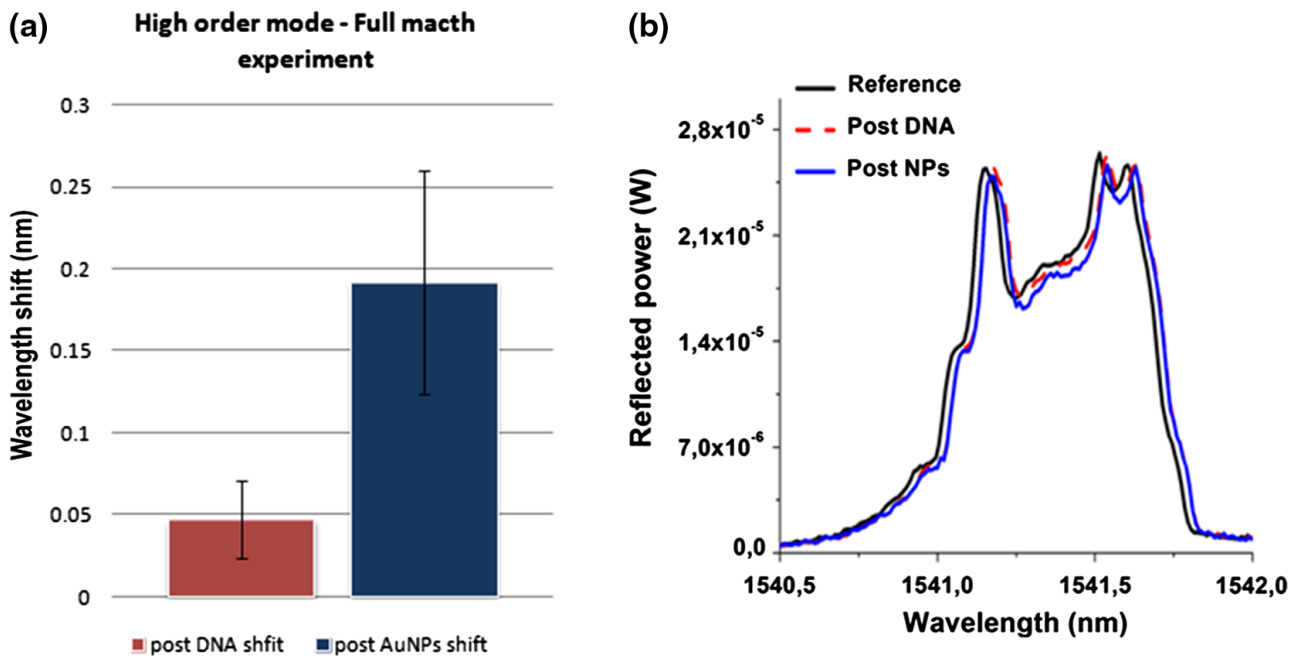 (a)
High order mode - Full macth
experiment
Wavelength shift (nm)
0.3
0.25
0.2
0.15
0.1
0.05
0
post DNA shfit
post AuNPs shift
(b)
Reference
Post DNA
Post NPs
Reflected power (W)
2,8x10⁻⁵
2,1x10⁻⁵
1,4x10⁻⁵
7,0x10⁻⁶
0,0
1540,5
1541,0
1541,5
1542,0
Wavelength (nm)